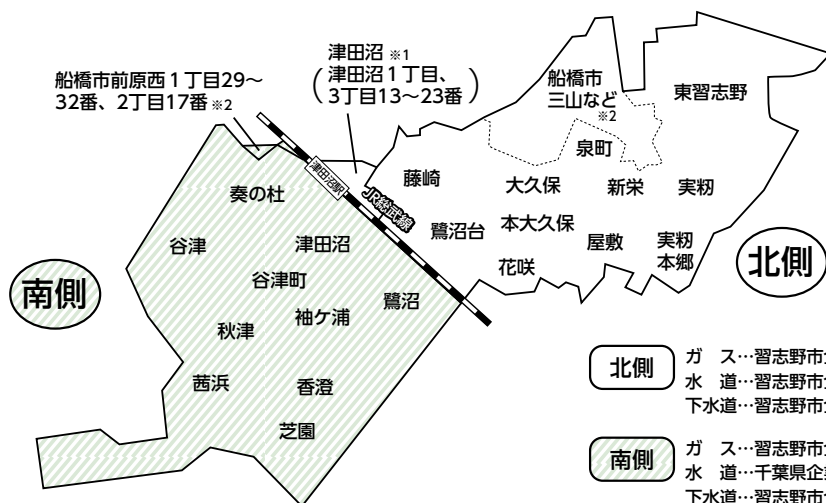 船橋市前原西1丁目29〜
32番、2丁目17番※2
津田沼 ※1
（津田沼1丁目、
3丁目13〜23番）
船橋市
三山など
※2
東習志野
泉町
藤崎
大久保
新栄
実籾
奏の杜
津田沼駅
JR総武線
鷺沼台
本大久保
屋敷
実籾
本郷
花咲
北側
谷津
津田沼
谷津町
鷺沼
南側
袖ケ浦
秋津
茜浜
香澄
芝園
北側
ガ ス…習志野市
水 道…習志野市
下水道…習志野市
南側
ガ ス…習志野市
水 道…千葉県企
下水道…習志野市